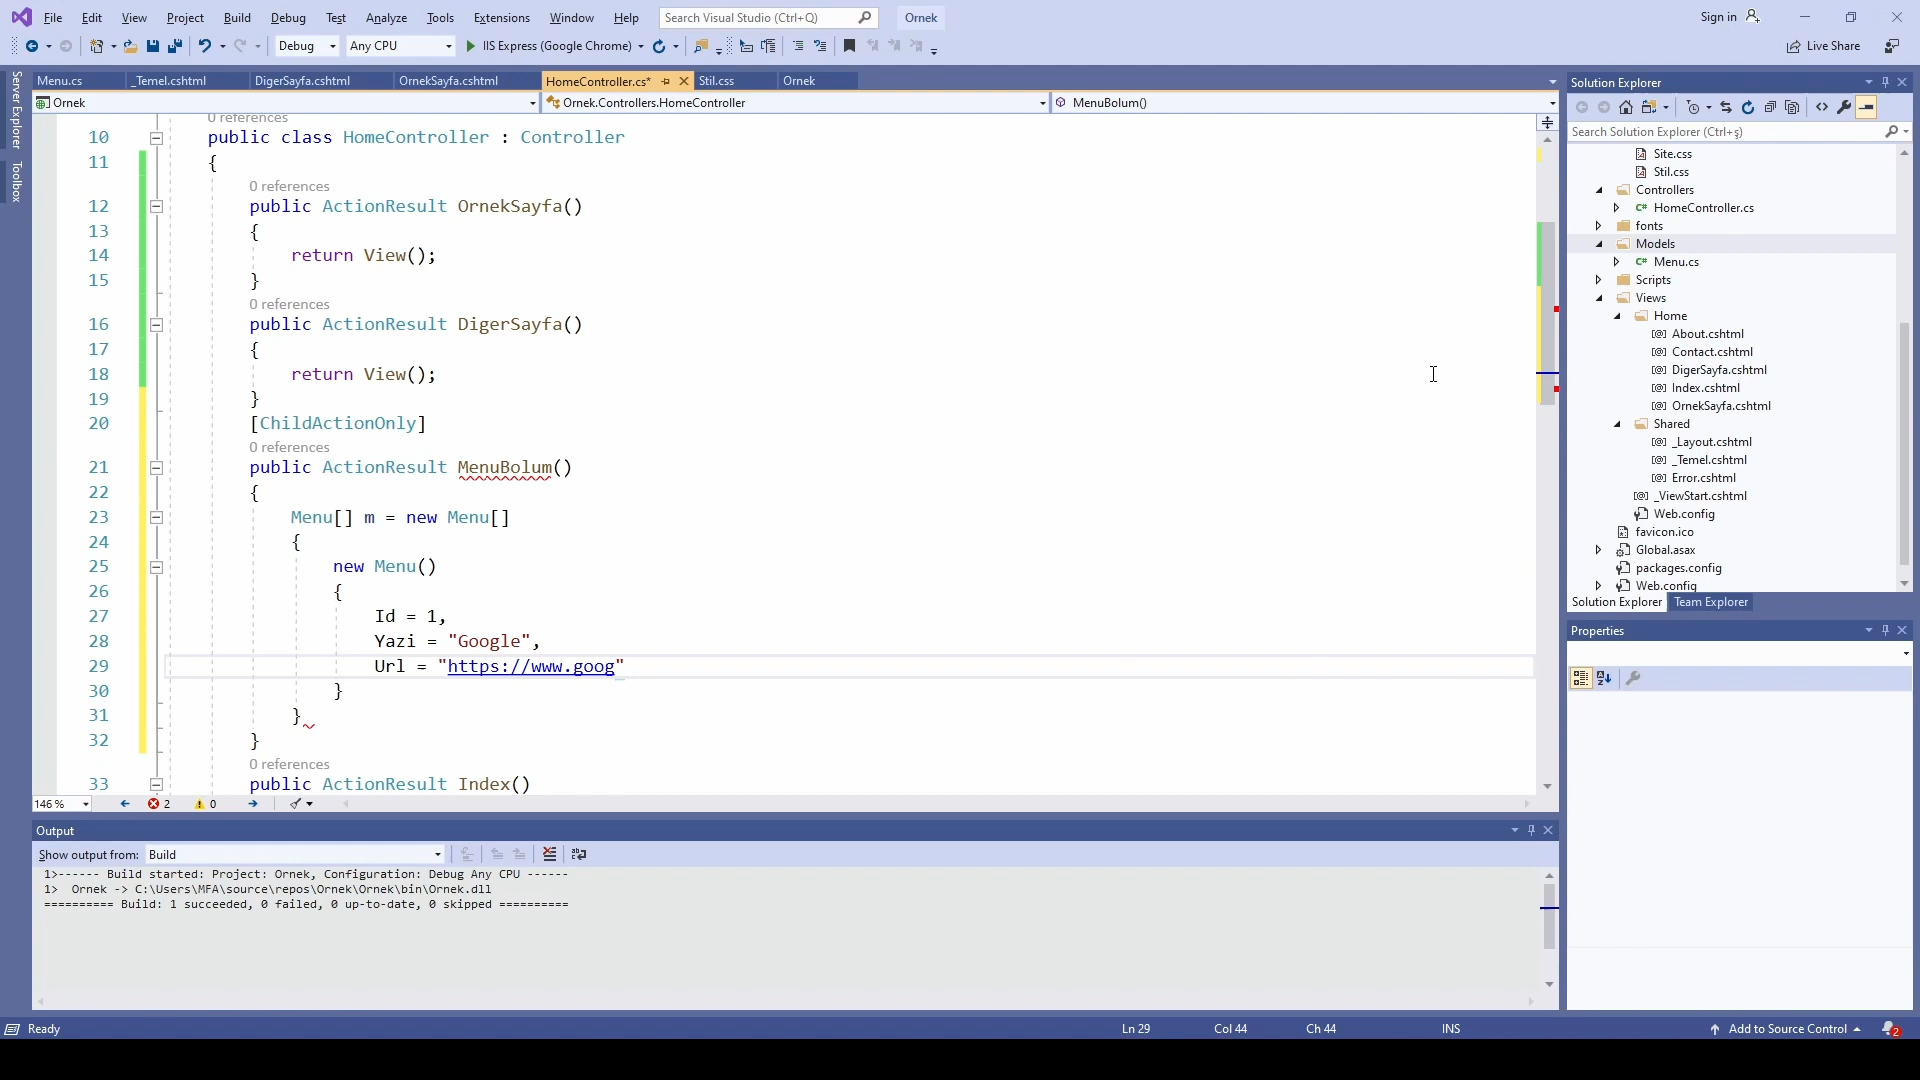 File Edit View Project Build Debug Test Analyze Tools Extensions Window Help Search Visual Studio (Ctrl+Q) Ornek Sign in
Debug Any CPU IIS Express (Google Chrome) Live Share
Server Explorer
Toolbox
Menu.cs _Temel.cshtml DigerSayfa.cshtml OrnekSayfa.cshtml HomeController.cs* Stil.css Ornek
Ornek Ornek.Controllers.HomeController MenuBolum()
0 references
10 public class HomeController : Controller
11 {
0 references
12 public ActionResult OrnekSayfa()
13 {
14 return View();
15 }
0 references
16 public ActionResult DigerSayfa()
17 {
18 return View();
19 }
20 [ChildActionOnly]
0 references
21 public ActionResult MenuBolum()
22 {
23 Menu[] m = new Menu[]
24 {
25 new Menu()
26 {
27 Id = 1,
28 Yazi = "Google",
29 Url = "https://www.goog"
30 }
31 }
32 }
0 references
33 public ActionResult Index()
146 % 2 0
Output
Show output from: Build
1>------ Build started: Project: Ornek, Configuration: Debug Any CPU ------
1> Ornek -> C:\Users\MFA\source\repos\Ornek\Ornek\bin\Ornek.dll
========== Build: 1 succeeded, 0 failed, 0 up-to-date, 0 skipped ==========
Solution Explorer
Search Solution Explorer (Ctrl+ş)
Site.css
Stil.css
Controllers
C# HomeController.cs
fonts
Models
C# Menu.cs
Scripts
Views
Home
[@] About.cshtml
[@] Contact.cshtml
[@] DigerSayfa.cshtml
[@] Index.cshtml
[@] OrnekSayfa.cshtml
Shared
[@] _Layout.cshtml
[@] _Temel.cshtml
[@] Error.cshtml
[@] _ViewStart.cshtml
Web.config
favicon.ico
Global.asax
packages.config
Web.config
Solution Explorer Team Explorer
Properties
Ready Ln 29 Col 44 Ch 44 INS Add to Source Control 2